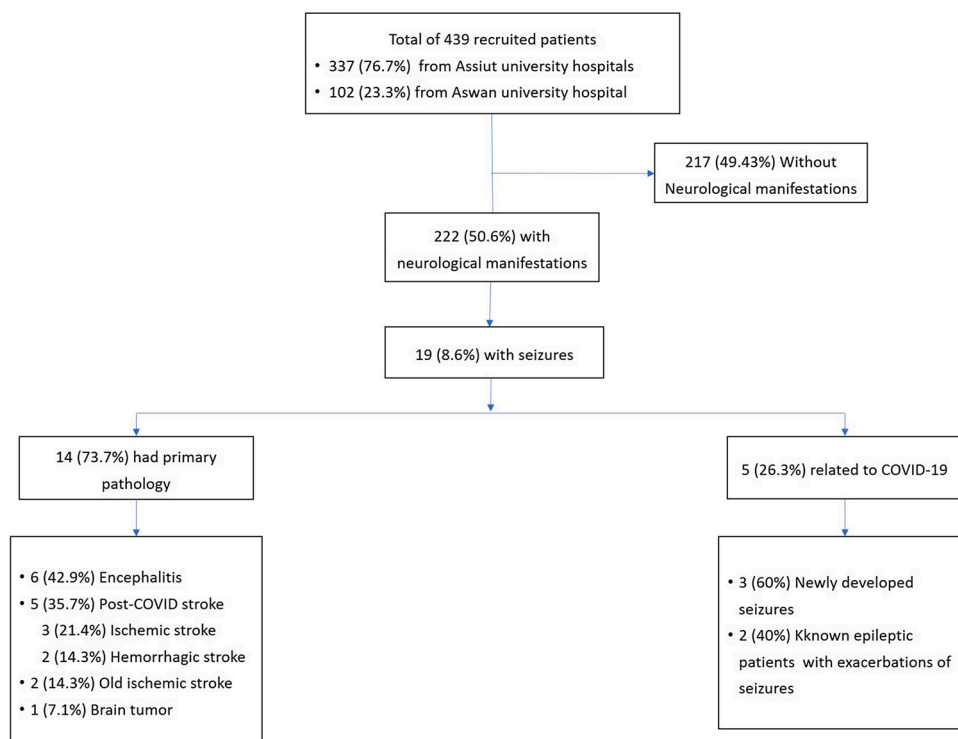 Total of 439 recruited patients
• 337 (76.7%) from Assiut university hospitals
• 102 (23.3%) from Aswan university hospital
217 (49.43%) Without
Neurological manifestations
222 (50.6%) with
neurological manifestations
19 (8.6%) with seizures
14 (73.7%) had primary
pathology
5 (26.3%) related to COVID-19
• 6 (42.9%) Encephalitis
• 5 (35.7%) Post-COVID stroke
3 (21.4%) Ischemic stroke
2 (14.3%) Hemorrhagic stroke
• 2 (14.3%) Old ischemic stroke
• 1 (7.1%) Brain tumor
• 3 (60%) Newly developed
seizures
• 2 (40%) Kknown epileptic
patients with exacerbations of
seizures